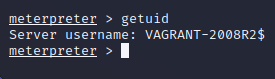 meterpreter > getuid
Server username: VAGRANT-2008R2$
meterpreter >